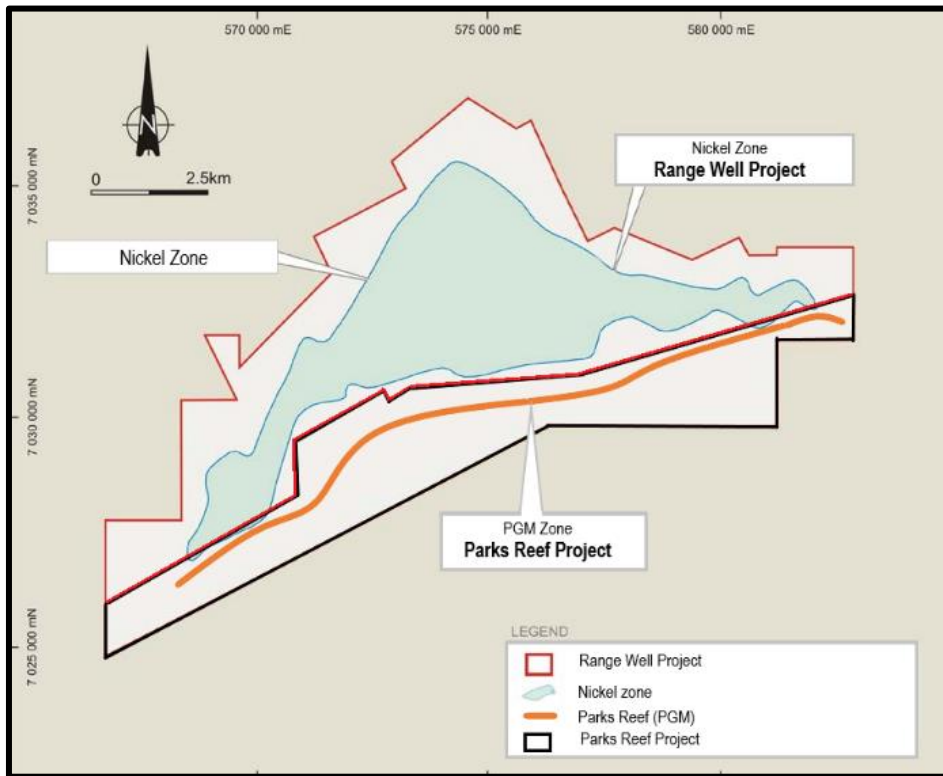 570 000 mE
575 000 mE
580 000 mE
N
0 2.5km
7 035 000 mN
7 030 000 mN
7 025 000 mN
Nickel Zone
Range Well Project
Nickel Zone
PGM Zone
Parks Reef Project
LEGEND
Range Well Project
Nickel zone
Parks Reef (PGM)
Parks Reef Project